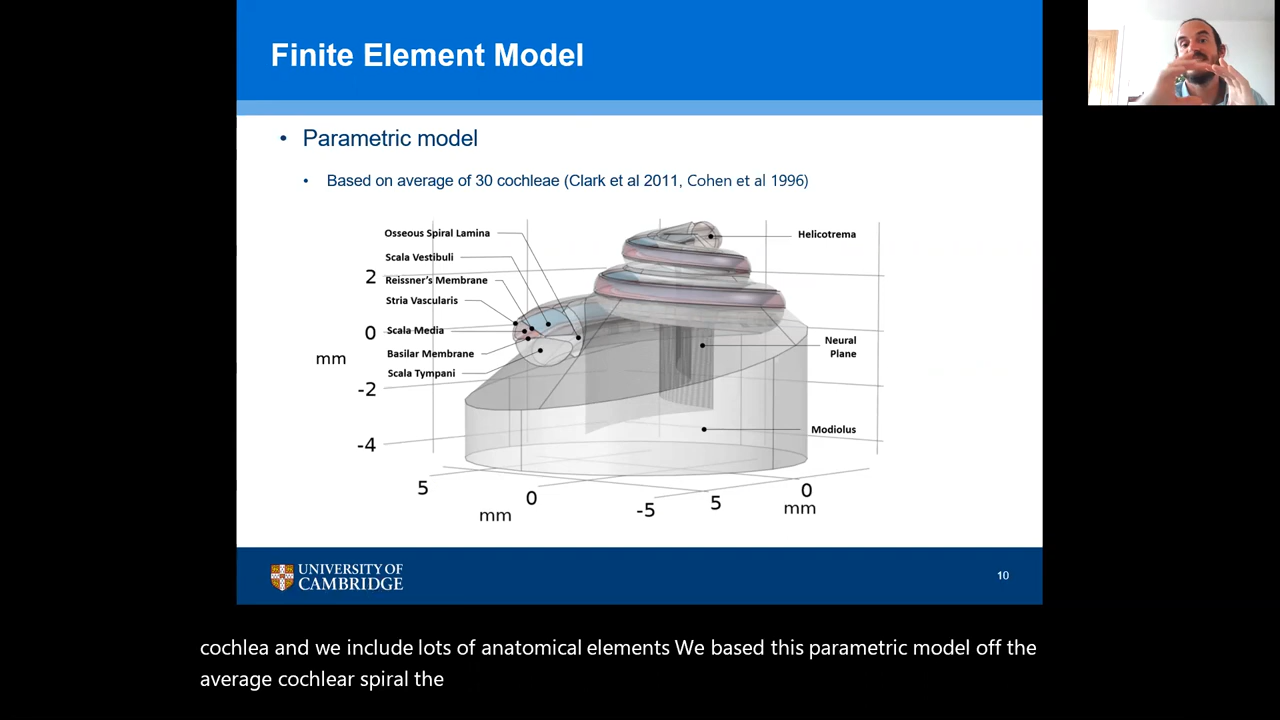 Finite Element Model
• Parametric model
• Based on average of 30 cochleae (Clark et al 2011, Cohen et al 1996)
Osseous Spiral Lamina
Scala Vestibuli
Reissner's Membrane
Stria Vascularis
Scala Media
Basilar Membrane
Scala Tympani
Helicotrema
Neural
Plane
Modiolus
2
0
mm
-2
-4
5
0
mm
-5
5
0
mm
UNIVERSITY OF
CAMBRIDGE
10
cochlea and we include lots of anatomical elements We based this parametric model off the
average cochlear spiral the